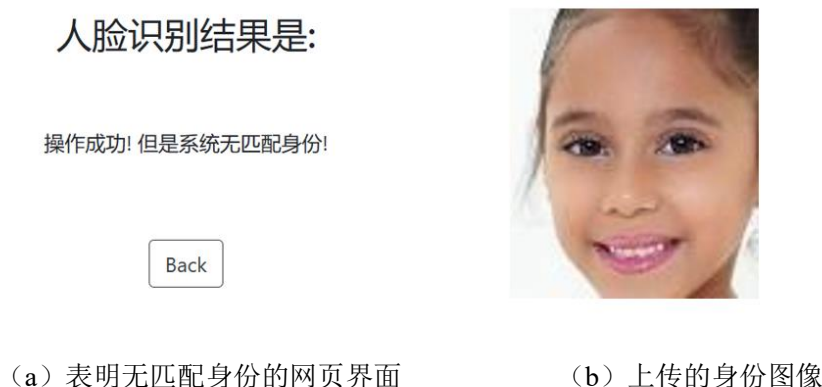 人脸识别结果是:
操作成功! 但是系统无匹配身份!
Back
（a）表明无匹配身份的网页界面
（b）上传的身份图像